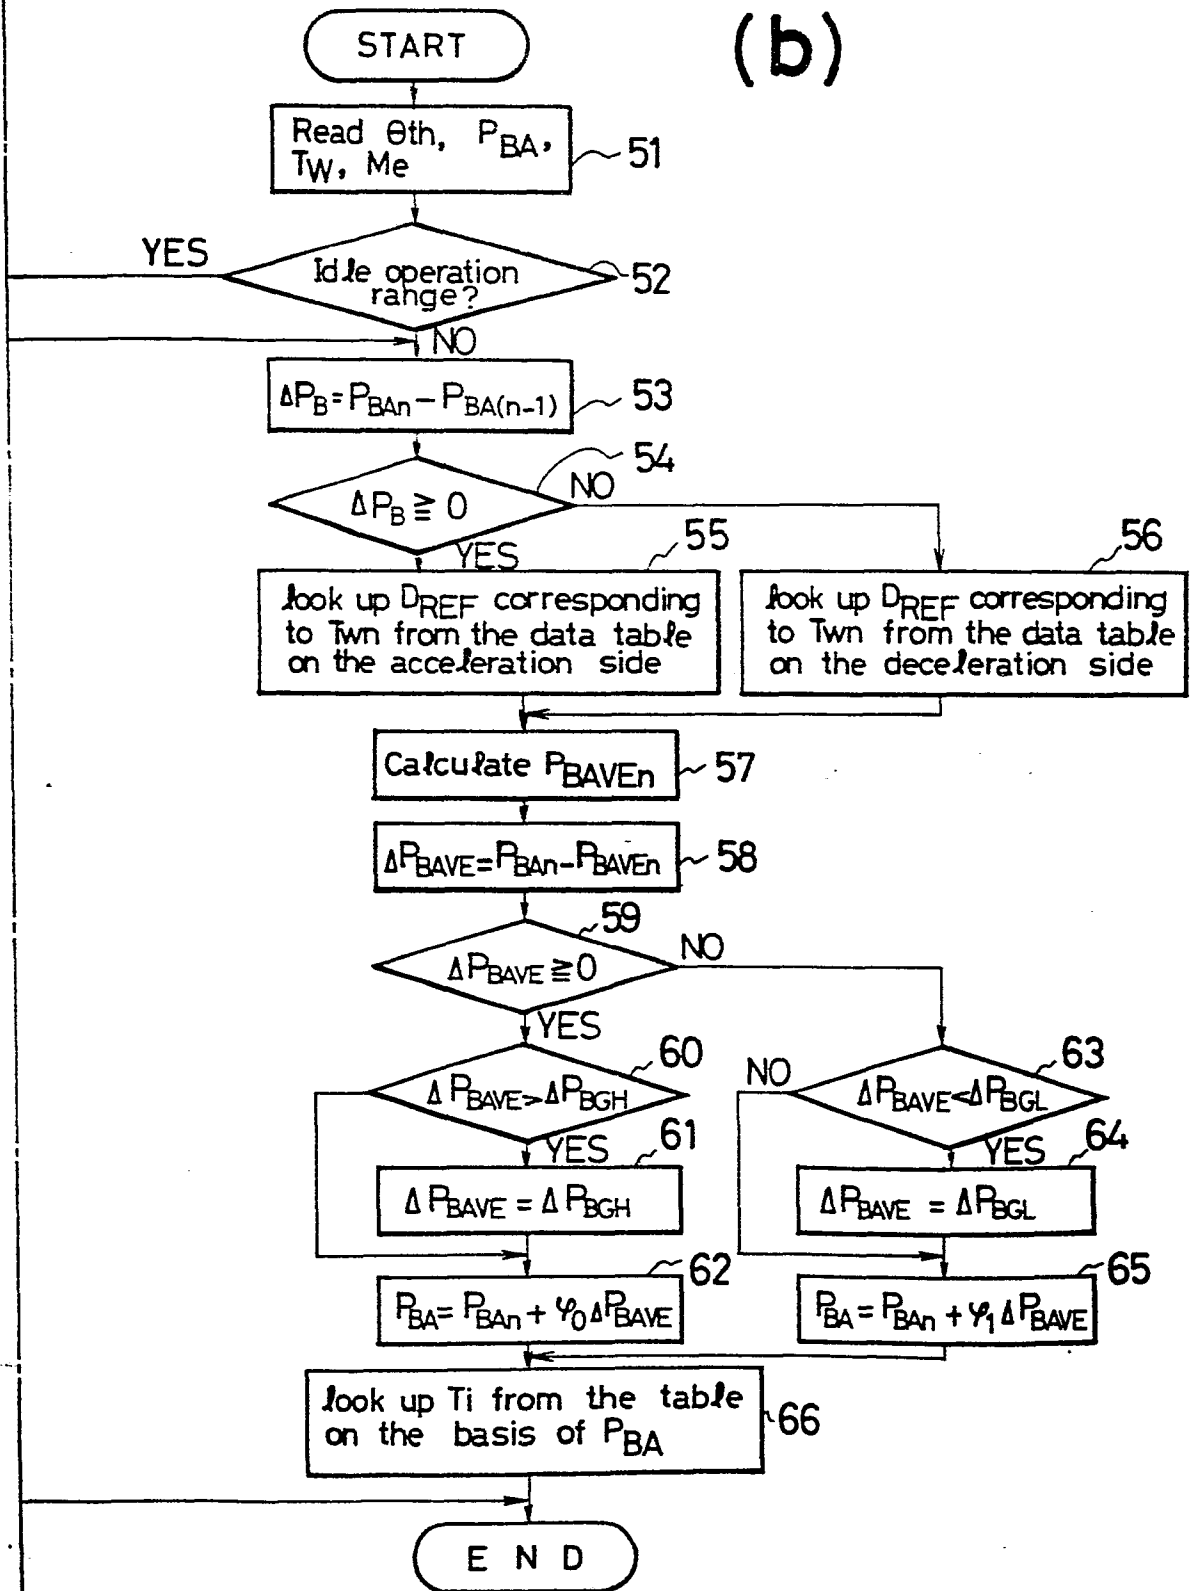 (b)
START
Read θth, PBA,
TW, Me
51
YES
Idle operation
range?
52
NO
ΔPB=PBAn-PBA(n-1)
53
54
ΔPB ≧ 0
NO
YES
55
56
look up DREF corresponding
to Twn from the data table
on the acceleration side
look up DREF corresponding
to Twn from the data table
on the deceleration side
Calculate PBAVEn
57
ΔPBAVE=PBAn-PBAVEn
58
59
ΔPBAVE ≧0
NO
YES
60
ΔPBAVE>ΔPBGH
NO
63
ΔPBAVE<ΔPBGL
61
YES
64
YES
ΔPBAVE = ΔPBGH
ΔPBAVE = ΔPBGL
62
65
PBA= PBAn + φ0ΔPBAVE
PBA= PBAn + φ1ΔPBAVE
look up Ti from the table
on the basis of PBA
66
END